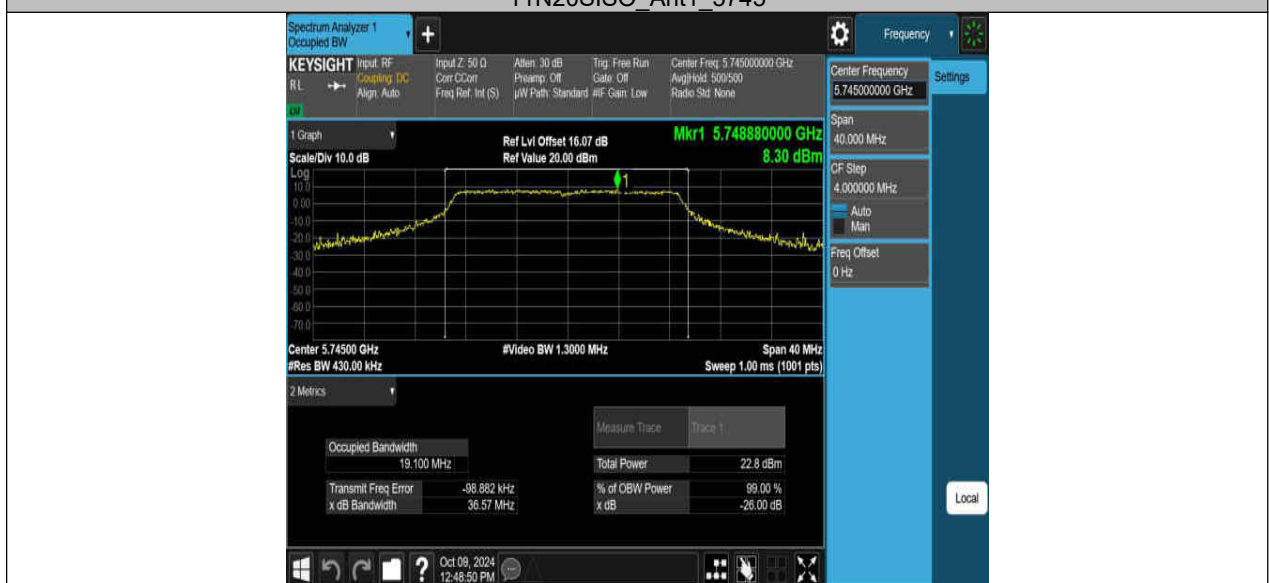 11N20SISO_Ant1_5745
Spectrum Analyzer 1
Occupied BW
+
Frequency
KEYSIGHT
RL
Input: RF
Coupling: DC
Align: Auto
Input Z: 50 Ω
Corr CCorr
Freq Ref: Int (S)
Atten: 30 dB
Preamp: Off
µW Path: Standard
Trig: Free Run
Gate: Off
#IF Gain: Low
Center Freq: 5.745000000 GHz
Avg|Hold: 500/500
Radio Std: None
Center Frequency
5.745000000 GHz
Settings
Span
40.000 MHz
CF Step
4.000000 MHz
Auto
Man
Freq Offset
0 Hz
Local
1 Graph
Scale/Div 10.0 dB
Ref Lvl Offset 16.07 dB
Ref Value 20.00 dBm
Mkr1 5.748880000 GHz
8.30 dBm
Log
10.0
0.00
-10.0
-20.0
-30.0
-40.0
-50.0
-60.0
-70.0
1
Center 5.74500 GHz
#Video BW 1.3000 MHz
Span 40 MHz
#Res BW 430.00 kHz
Sweep 1.00 ms (1001 pts)
2 Metrics
Measure Trace
Trace 1
Occupied Bandwidth
19.100 MHz
Total Power
22.8 dBm
Transmit Freq Error
-98.882 kHz
% of OBW Power
99.00 %
x dB Bandwidth
36.57 MHz
x dB
-26.00 dB
?
Oct 09, 2024
12:48:50 PM